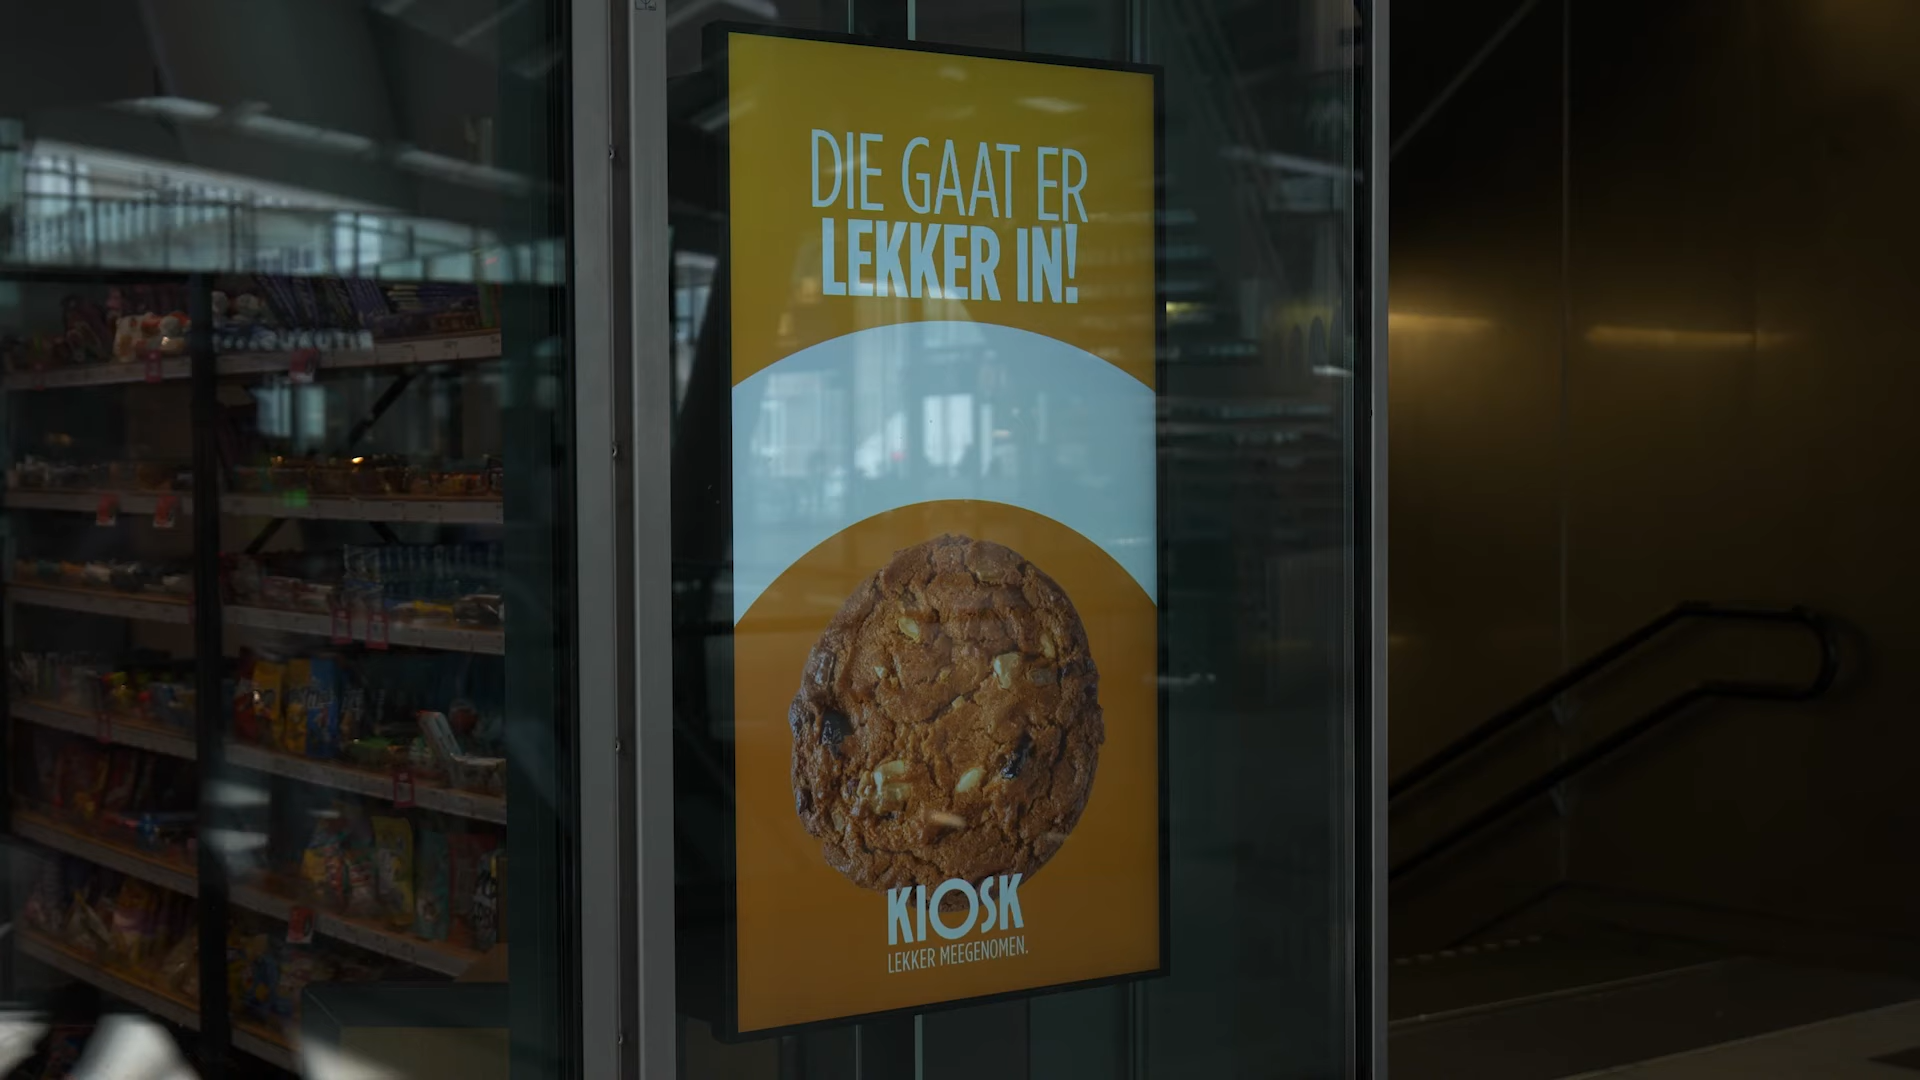 DIE GAAT ER
LEKKER IN!
KIOSK
LEKKER MEEGENOMEN.